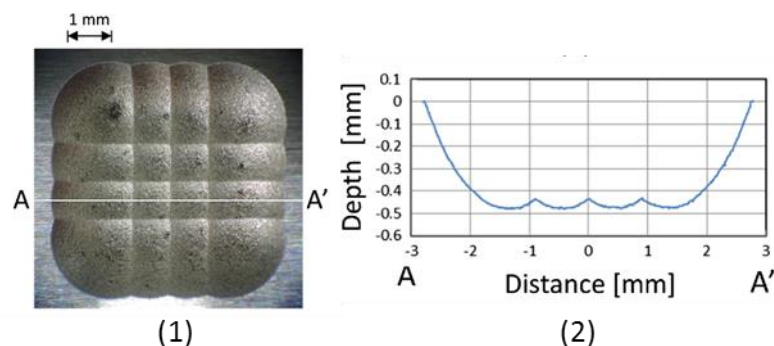 1 mm
A
A'
(1)
Depth [mm]
0.1
0
-0.1
-0.2
-0.3
-0.4
-0.5
-0.6
-3
-2
-1
0
1
2
3
A
Distance [mm]
A'
(2)